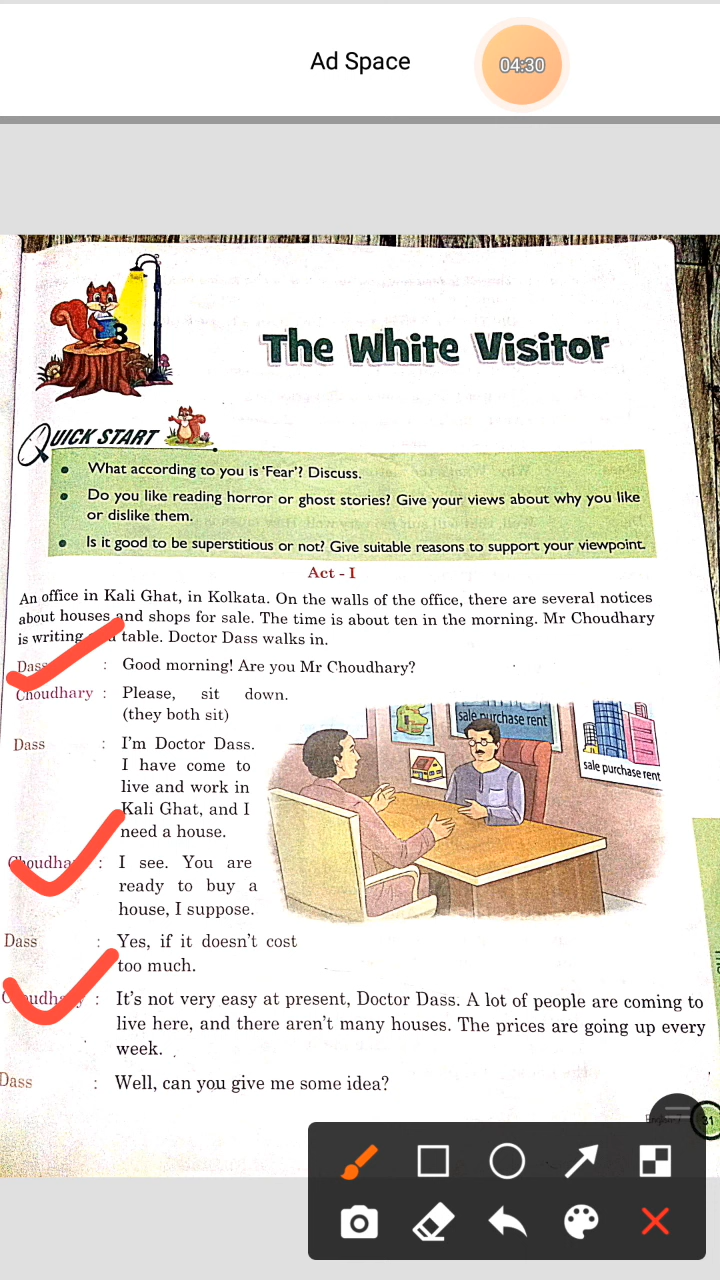 Ad Space
04:30
3
The White Visitor
QUICK START
• What according to you is ‘Fear’? Discuss.
• Do you like reading horror or ghost stories? Give your views about why you like
or dislike them.
• Is it good to be superstitious or not? Give suitable reasons to support your viewpoint.
Act - I
An office in Kali Ghat, in Kolkata. On the walls of the office, there are several notices
about houses and shops for sale. The time is about ten in the morning. Mr Choudhary
is writing table. Doctor Dass walks in.
Dass : Good morning! Are you Mr Choudhary?
Choudhary : Please, sit down.
(they both sit)
Dass : I’m Doctor Dass.
I have come to
live and work in
Kali Ghat, and I
need a house.
sale purchase rent
sale purchase rent
Choudha : I see. You are
ready to buy a
house, I suppose.
Dass : Yes, if it doesn’t cost
too much.
: It’s not very easy at present, Doctor Dass. A lot of people are coming to
live here, and there aren’t many houses. The prices are going up every
week.
Dass : Well, can you give me some idea?
31